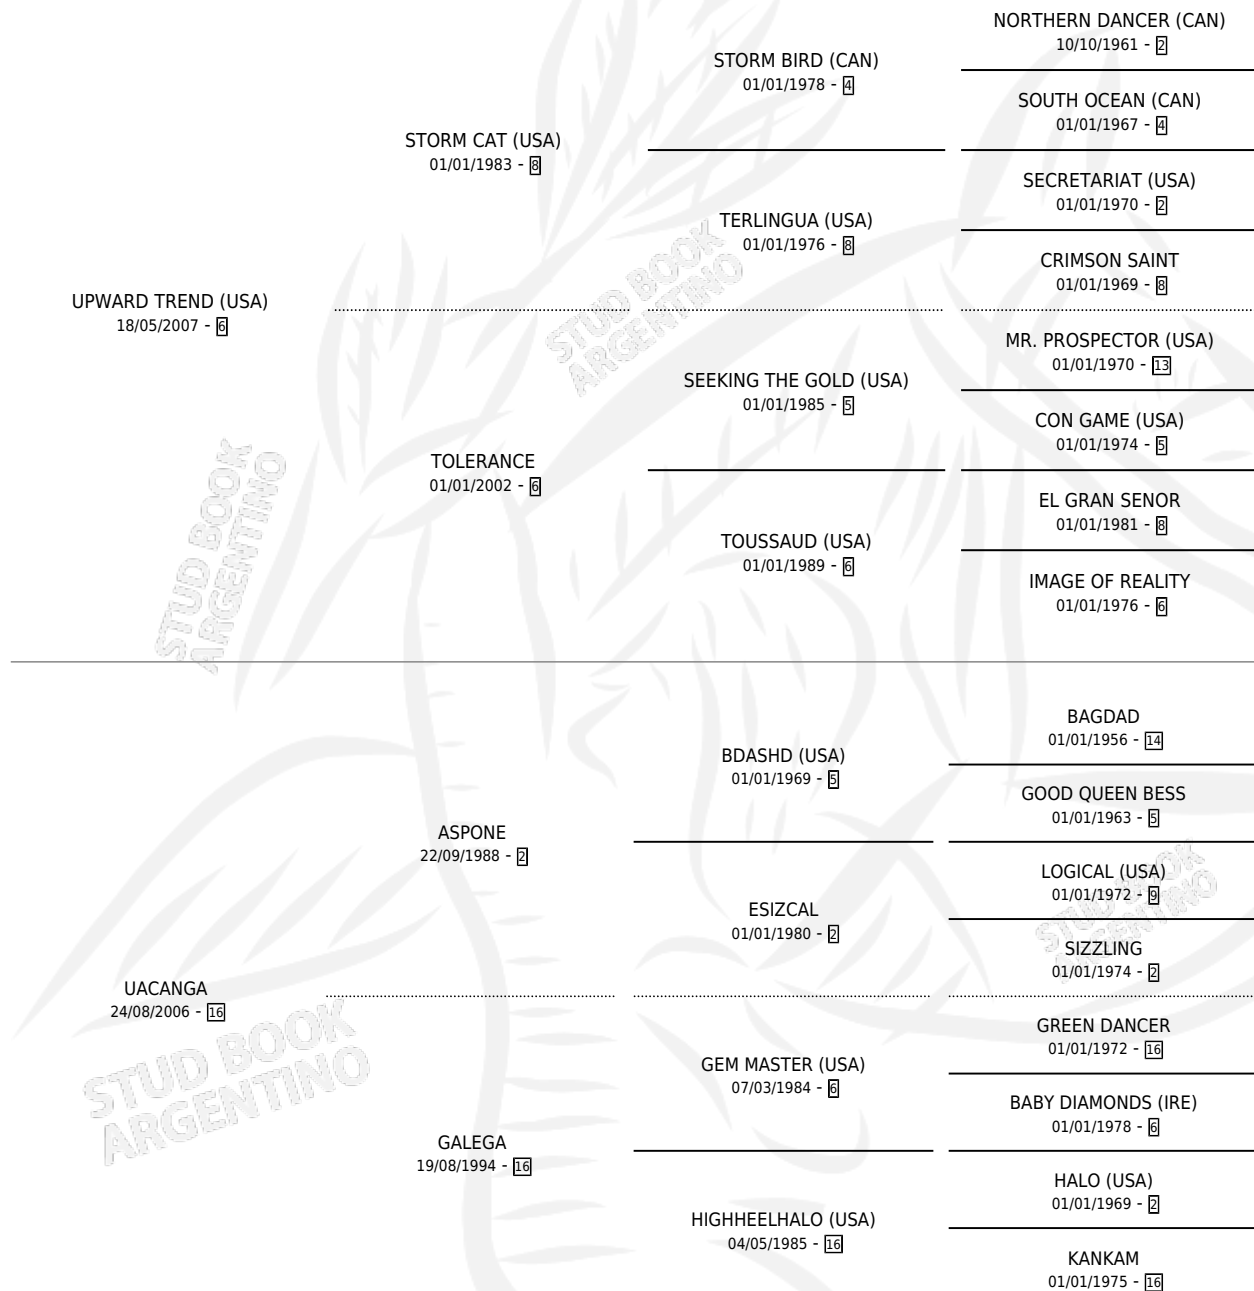 UPWARD TREND (USA)
18/05/2007 - 6
STORM CAT (USA)
01/01/1983 - 8
TOLERANCE
01/01/2002 - 6
STORM BIRD (CAN)
01/01/1978 - 4
TERLINGUA (USA)
01/01/1976 - 8
SEEKING THE GOLD (USA)
01/01/1985 - 5
TOUSSAUD (USA)
01/01/1989 - 6
NORTHERN DANCER (CAN)
10/10/1961 - 2
SOUTH OCEAN (CAN)
01/01/1967 - 4
SECRETARIAT (USA)
01/01/1970 - 2
CRIMSON SAINT
01/01/1969 - 8
MR. PROSPECTOR (USA)
01/01/1970 - 13
CON GAME (USA)
01/01/1974 - 5
EL GRAN SENOR
01/01/1981 - 8
IMAGE OF REALITY
01/01/1976 - 6
UACANGA
24/08/2006 - 16
ASPONE
22/09/1988 - 2
GALEGA
19/08/1994 - 16
BDASHD (USA)
01/01/1969 - 5
ESIZCAL
01/01/1980 - 2
GEM MASTER (USA)
07/03/1984 - 6
HIGHHEELHALO (USA)
04/05/1985 - 16
BAGDAD
01/01/1956 - 14
GOOD QUEEN BESS
01/01/1963 - 5
LOGICAL (USA)
01/01/1972 - 9
SIZZLING
01/01/1974 - 2
GREEN DANCER
01/01/1972 - 16
BABY DIAMONDS (IRE)
01/01/1978 - 6
HALO (USA)
01/01/1969 - 2
KANKAM
01/01/1975 - 16
STUD BOOK
ARGENTINO
STUD BOOK
ARGENTINO
STUD BOOK
ARGENTINO
STUD BOOK
ARGENTINO